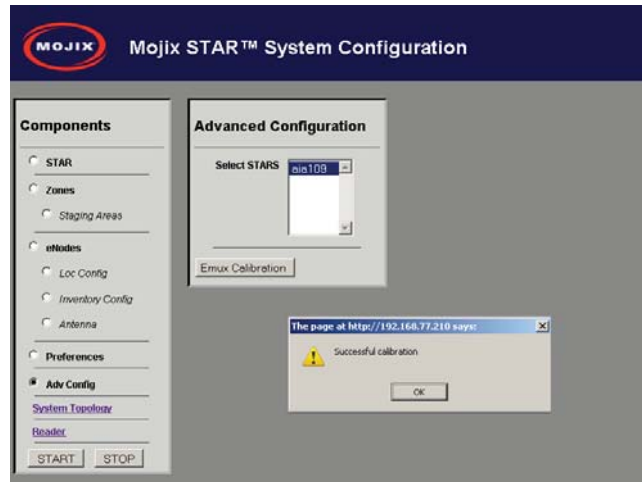 MOJIX
Mojix STAR™ System Configuration
Components
STAR
Zones
Staging Areas
eNodes
Loc Config
Inventory Config
Antenna
Preferences
Adv Config
System Topology
Reader
START STOP
Advanced Configuration
Select STARS
aia109
Emux Calibration
The page at http://192.168.77.210 says:
Successful calibration
OK